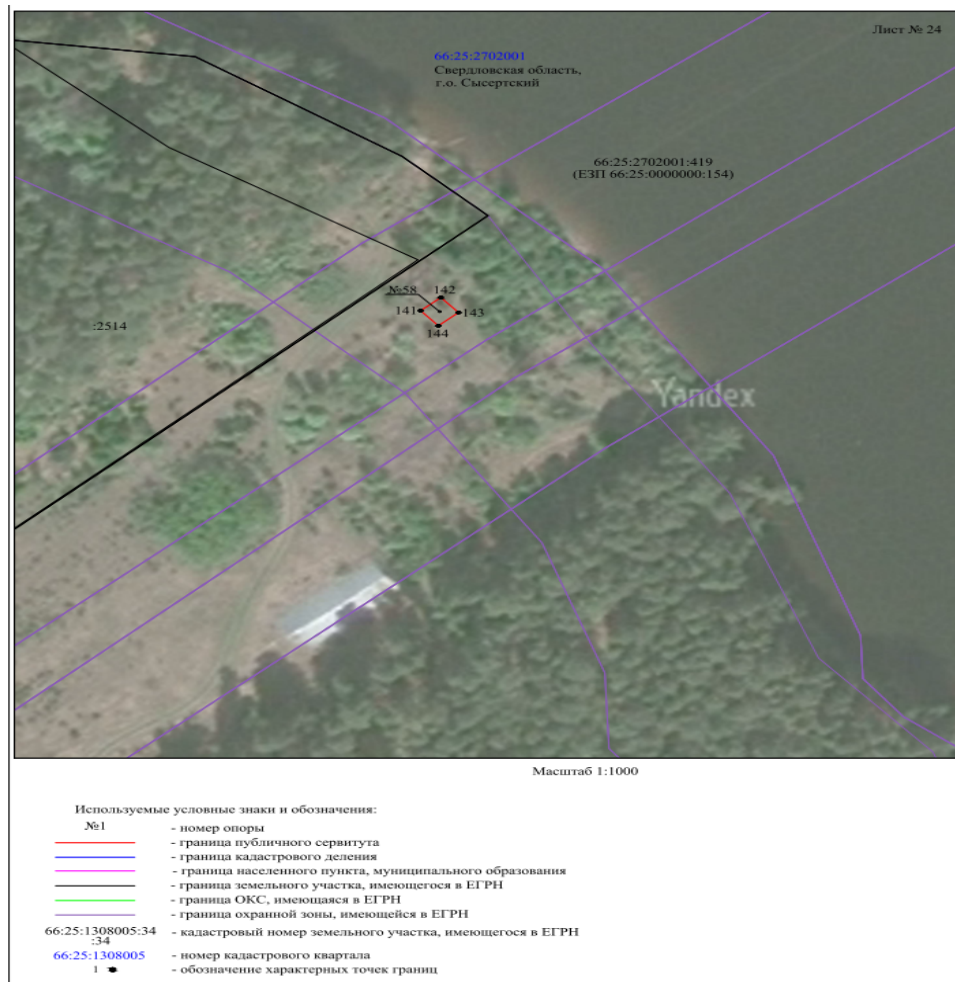 Лист № 24
66:25:2702001
Свердловская область,
г.о. Сысертский
66:25:2702001:419
(ЕЗП 66:25:0000000:154)
№58
142
141
143
144
:2514
Yandex
Масштаб 1:1000
Используемые условные знаки и обозначения:
№1 - номер опоры
- граница публичного сервитута
- граница кадастрового деления
- граница населенного пункта, муниципального образования
- граница земельного участка, имеющегося в ЕГРН
- граница ОКС, имеющаяся в ЕГРН
- граница охранной зоны, имеющейся в ЕГРН
66:25:1308005:34 - кадастровый номер земельного участка, имеющегося в ЕГРН
:34
66:25:1308005 - номер кадастрового квартала
1 - обозначение характерных точек границ